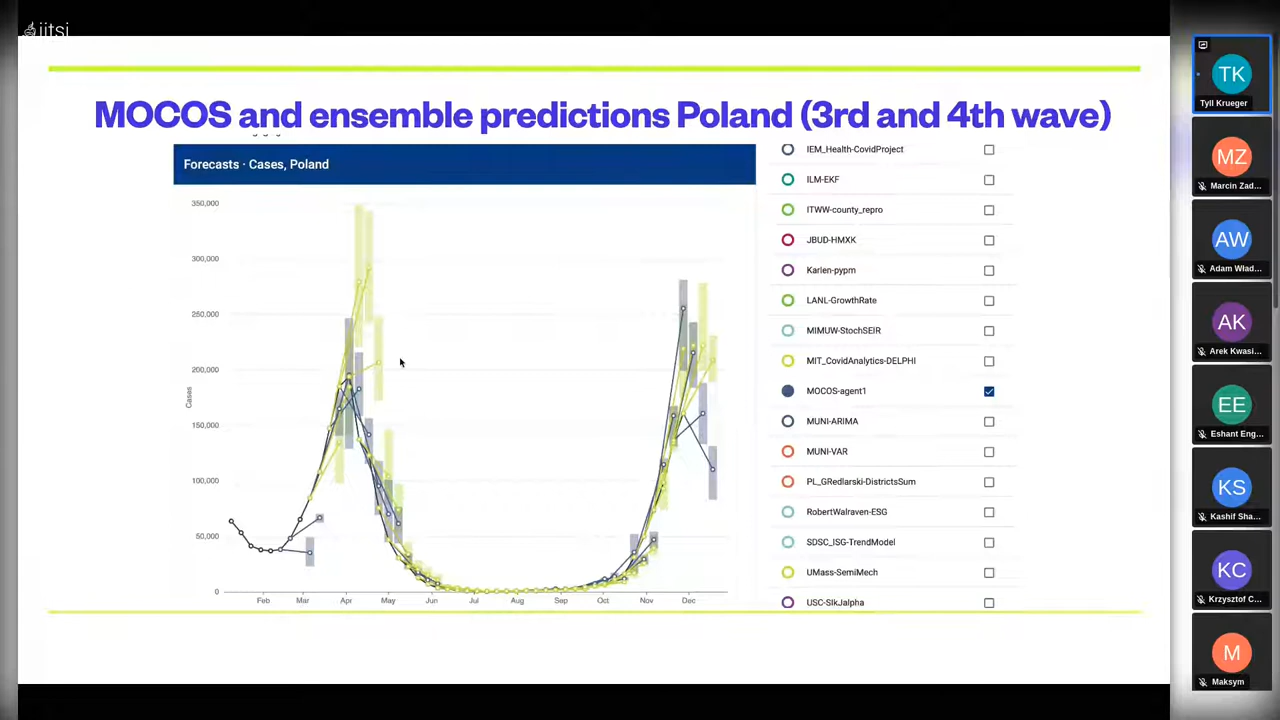 jitsi
MOCOS and ensemble predictions Poland (3rd and 4th wave)
Forecasts · Cases, Poland
350,000
300,000
250,000
200,000
150,000
100,000
50,000
0
Cases
Feb Mar Apr May Jun Jul Aug Sep Oct Nov Dec
IEM_Health-CovidProject
ILM-EKF
ITWW-county_repro
JBUD-HMXK
Karlen-pypm
LANL-GrowthRate
MIMUW-StochSEIR
MIT_CovidAnalytics-DELPHI
MOCOS-agent1
MUNI-ARIMA
MUNI-VAR
PL_GRedlarski-DistrictsSum
RobertWalraven-ESG
SDSC_ISG-TrendModel
UMass-SemiMech
USC-SIkJalpha
TK
Tyll Krueger
MZ
Marcin Zad...
AW
Adam Wład...
AK
Arek Kwasi...
EE
Eshant Eng...
KS
Kashif Sha...
KC
Krzysztof C...
M
Maksym